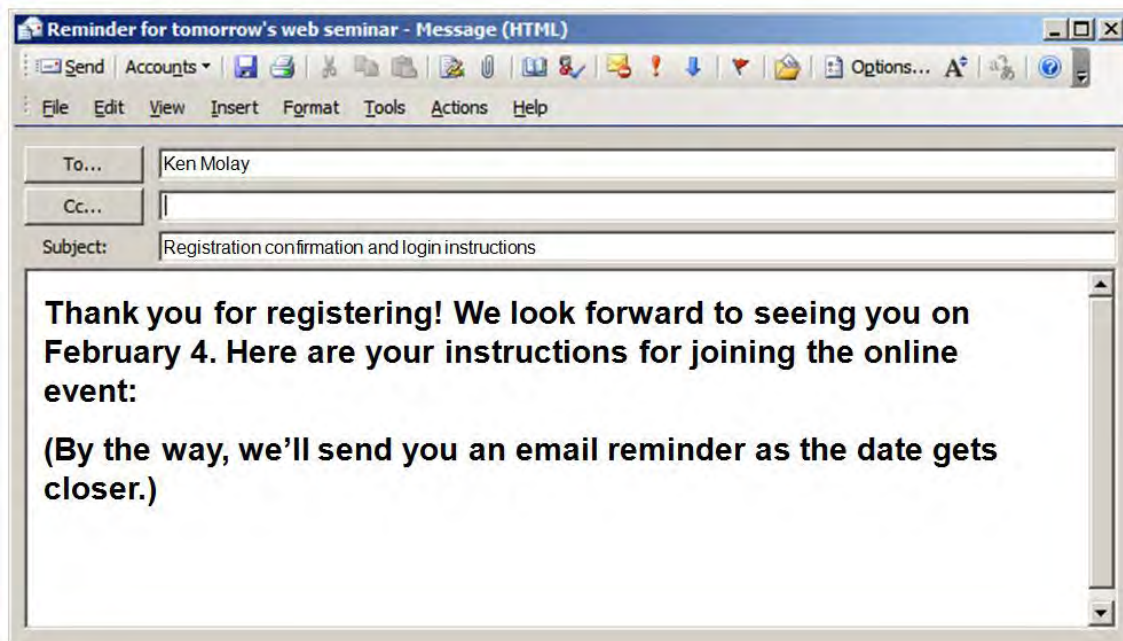 Reminder for tomorrow's web seminar - Message (HTML)
Send Accounts Options...
File Edit View Insert Format Tools Actions Help
To... Ken Molay
Cc...
Subject: Registration confirmation and login instructions
Thank you for registering! We look forward to seeing you on
February 4. Here are your instructions for joining the online
event:
(By the way, we’ll send you an email reminder as the date gets
closer.)